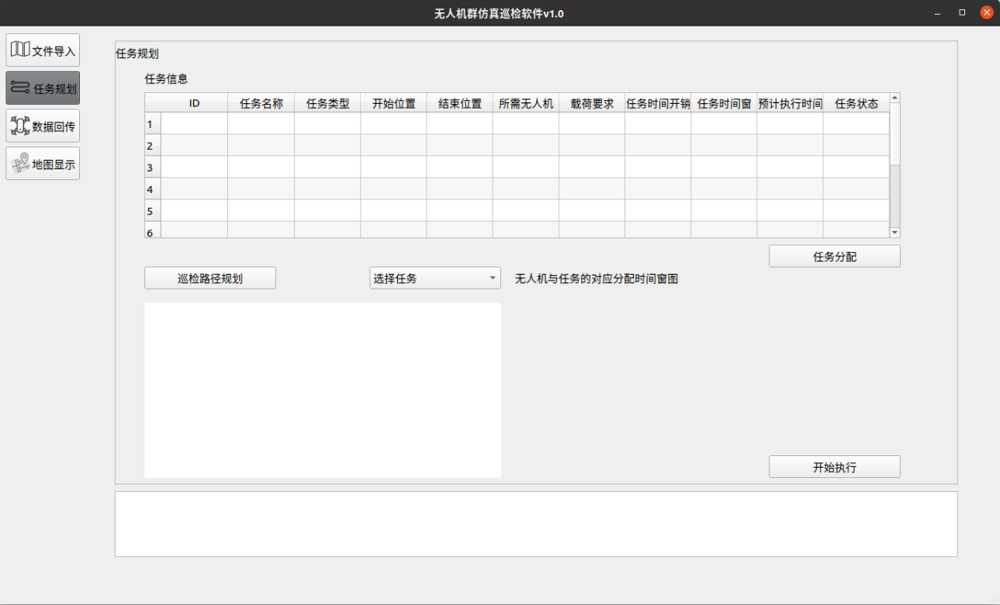 无人机群仿真巡检软件v1.0
文件导入
任务规划
数据回传
地图显示
任务规划
任务信息
ID 任务名称 任务类型 开始位置 结束位置 所需无人机 载荷要求 任务时间开销 任务时间窗 预计执行时间 任务状态
1
2
3
4
5
6
任务分配
巡检路径规划 选择任务 无人机与任务的对应分配时间窗图
开始执行